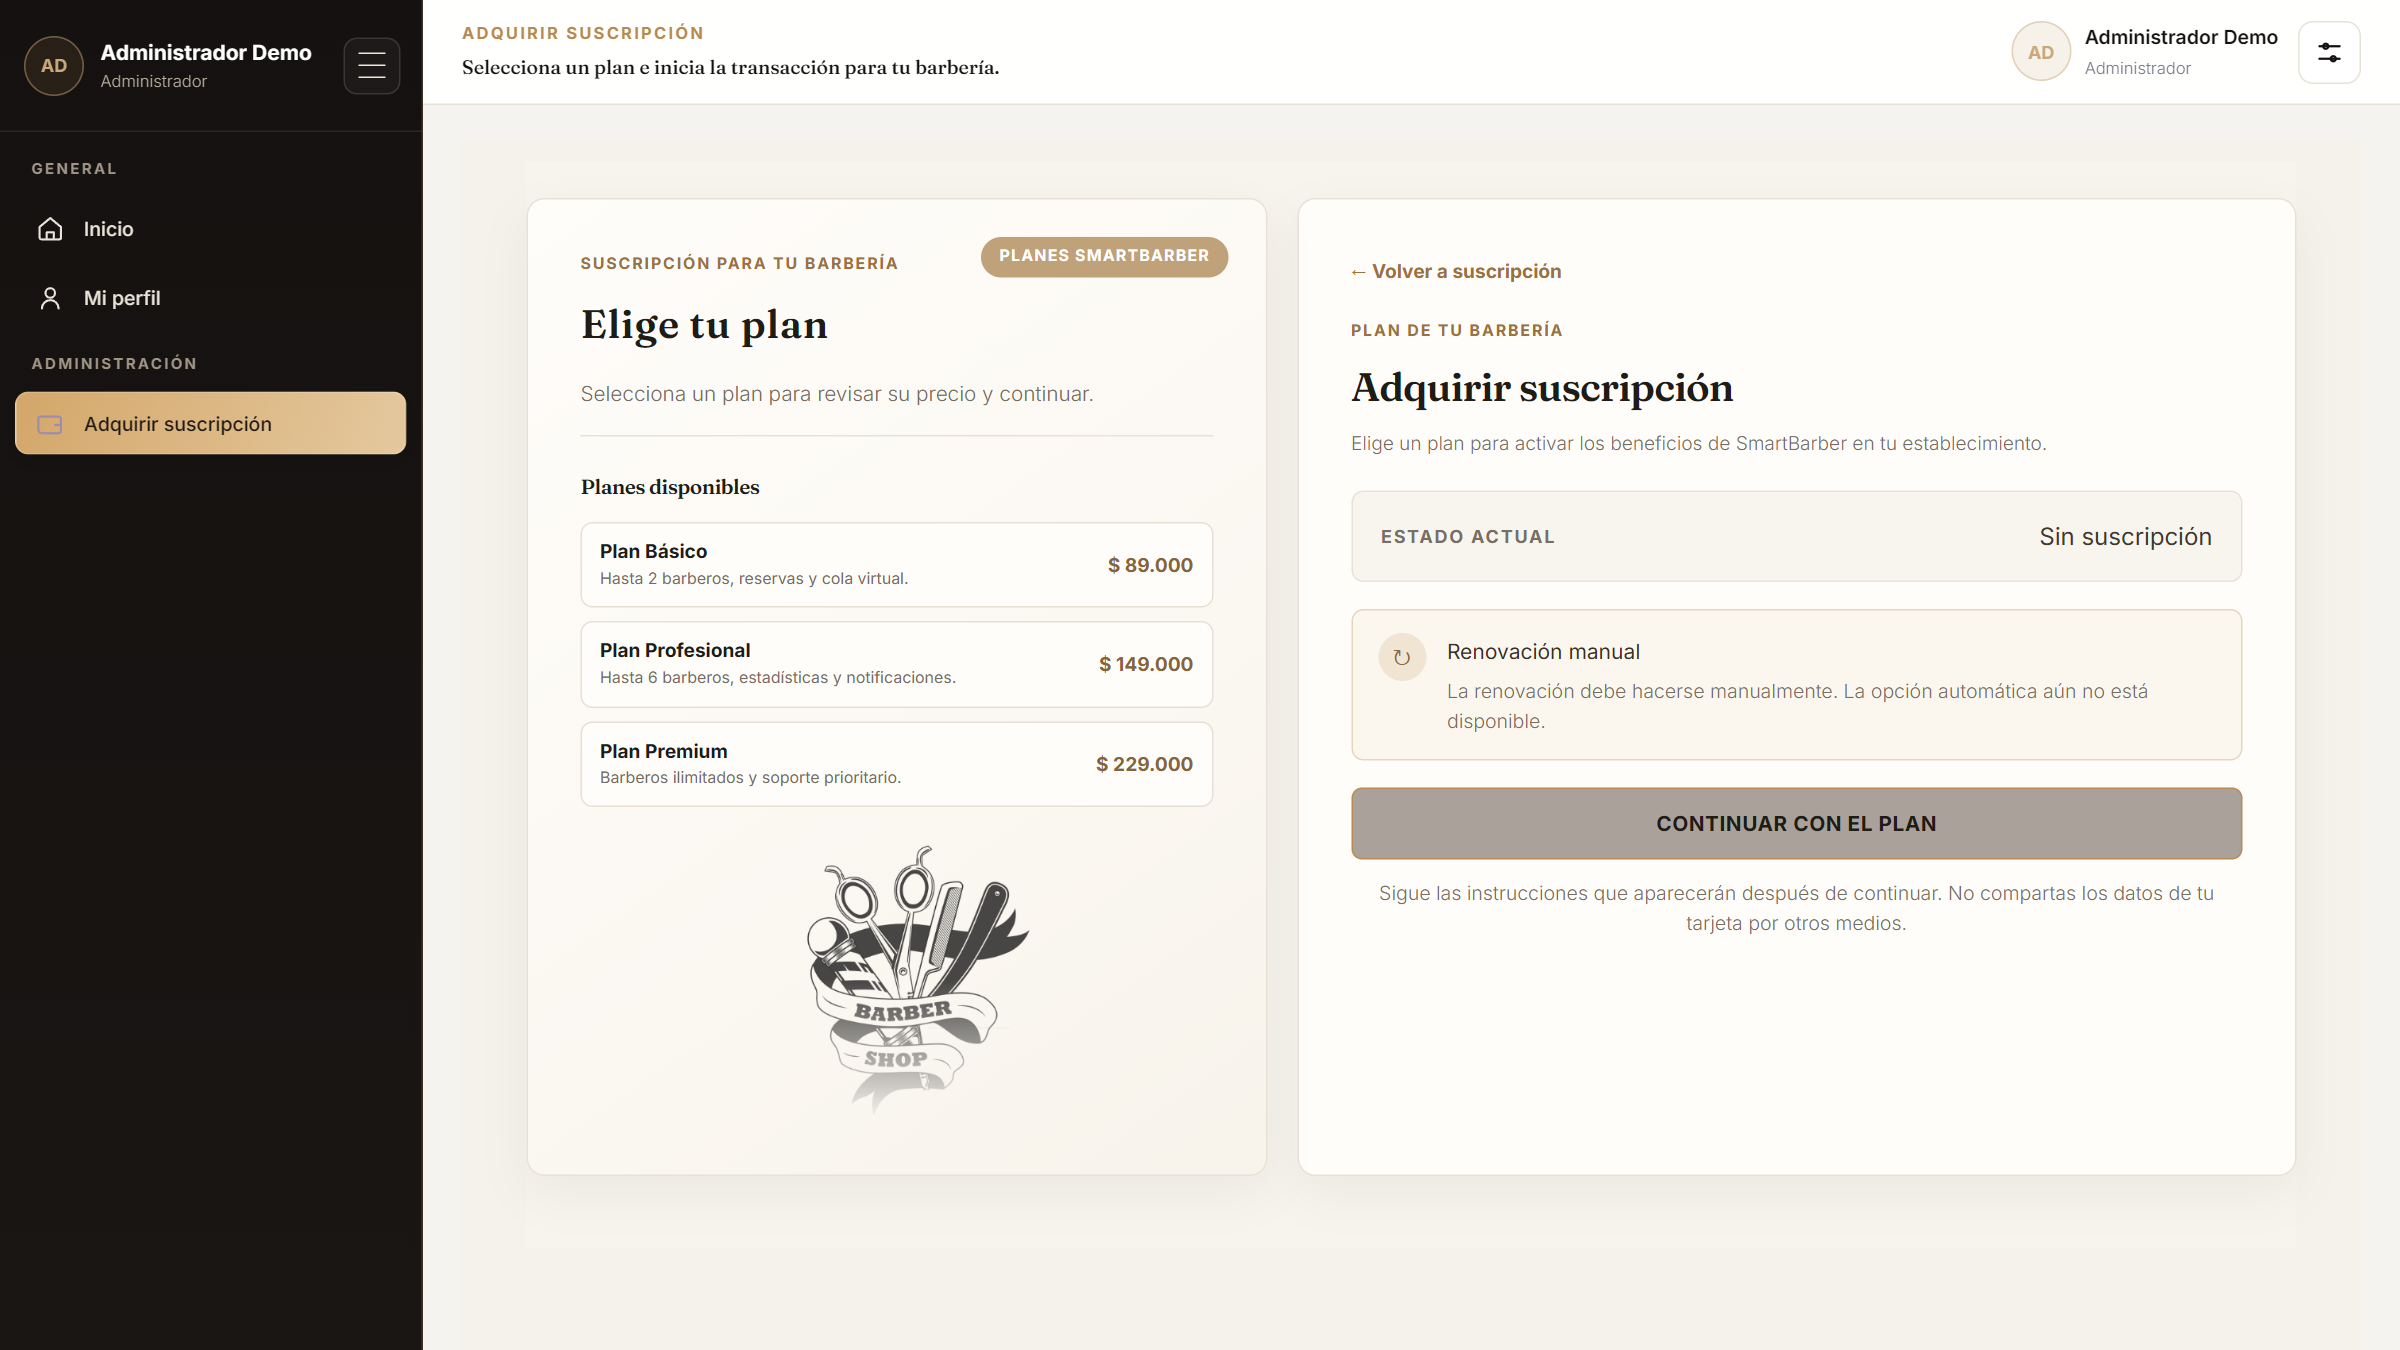 AD
Administrador Demo
Administrador
GENERAL
Inicio
Mi perfil
ADMINISTRACIÓN
Adquirir suscripción
ADQUIRIR SUSCRIPCIÓN
Selecciona un plan e inicia la transacción para tu barbería.
AD
Administrador Demo
Administrador
SUSCRIPCIÓN PARA TU BARBERÍA
PLANES SMARTBARBER
Elige tu plan
Selecciona un plan para revisar su precio y continuar.
Planes disponibles
Plan Básico
Hasta 2 barberos, reservas y cola virtual.
$ 89.000
Plan Profesional
Hasta 6 barberos, estadísticas y notificaciones.
$ 149.000
Plan Premium
Barberos ilimitados y soporte prioritario.
$ 229.000
BARBER
SHOP
← Volver a suscripción
PLAN DE TU BARBERÍA
Adquirir suscripción
Elige un plan para activar los beneficios de SmartBarber en tu establecimiento.
ESTADO ACTUAL
Sin suscripción
Renovación manual
La renovación debe hacerse manualmente. La opción automática aún no está
disponible.
CONTINUAR CON EL PLAN
Sigue las instrucciones que aparecerán después de continuar. No compartas los datos de tu
tarjeta por otros medios.